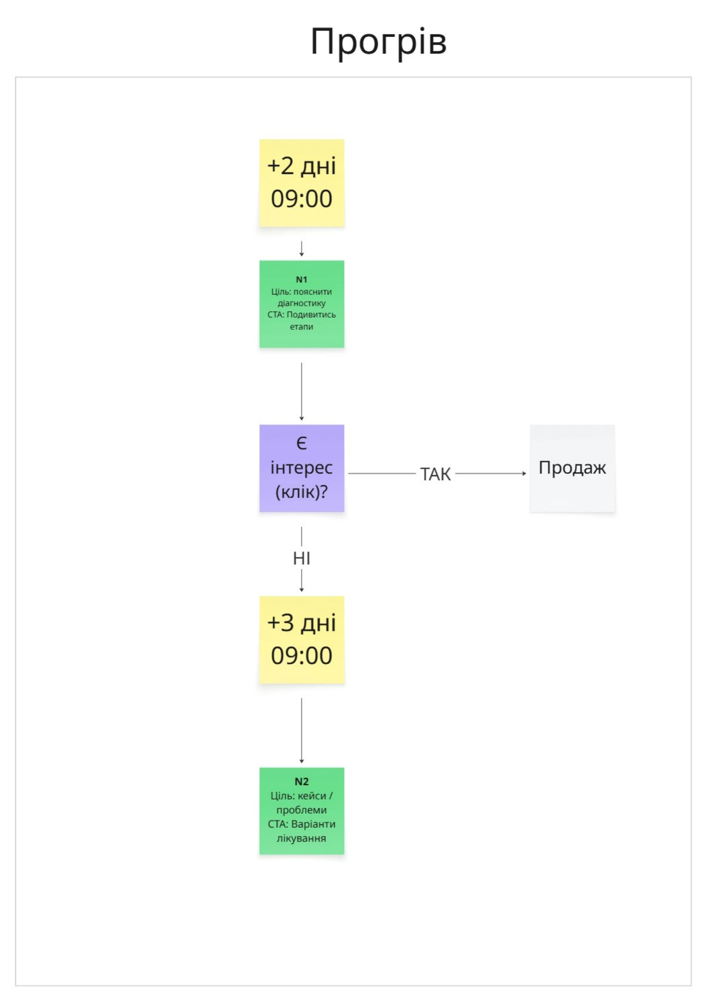 Прогрів
+2 дні
09:00
N1
Ціль: пояснити
діагностику
CTA: Подивитись
етапи
Є
інтерес
(клік)?
ТАК
Продаж
НІ
+3 дні
09:00
N2
Ціль: кейси /
проблеми
CTA: Варіанти
лікування